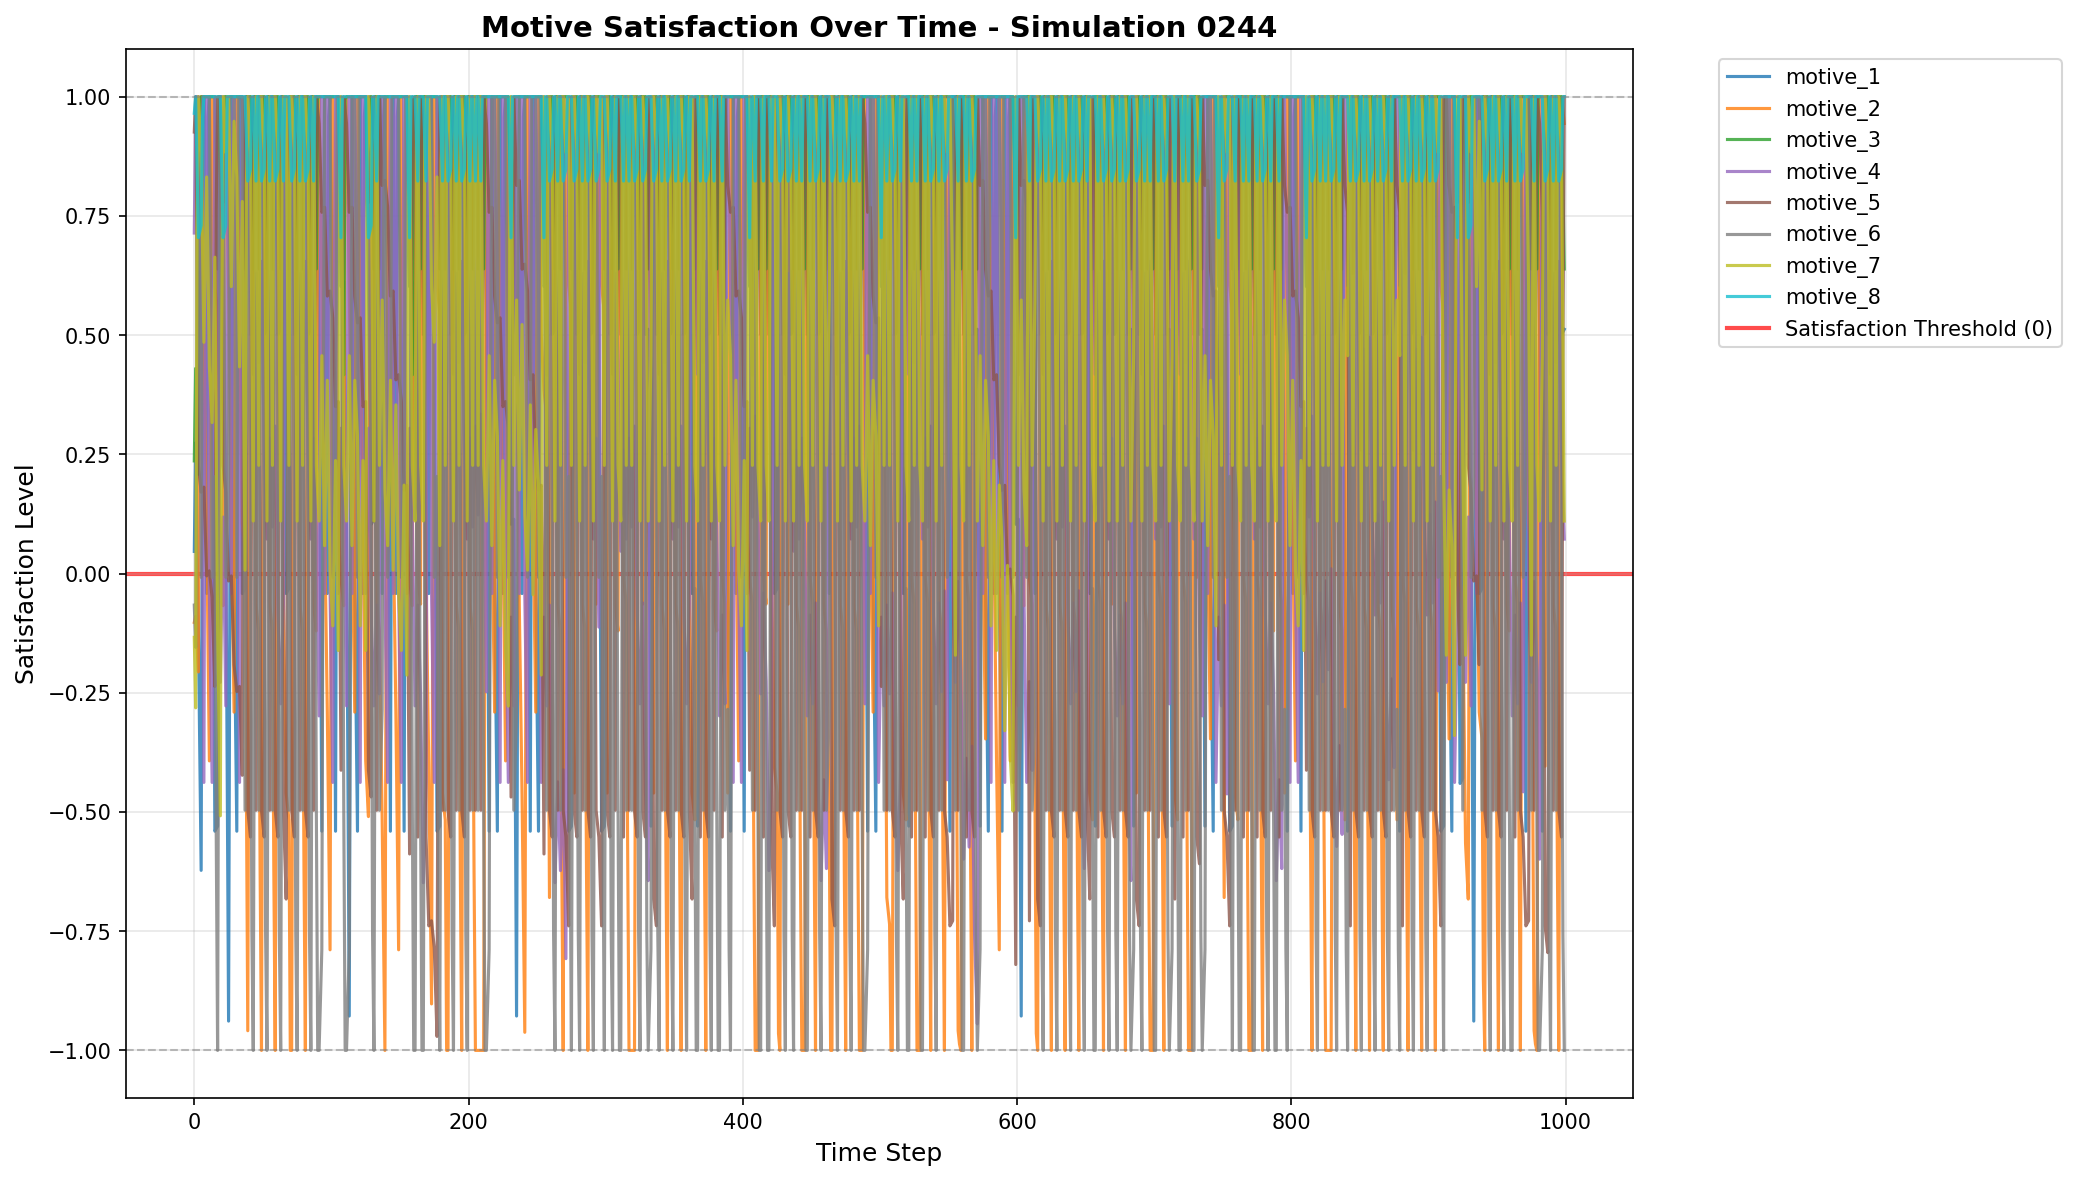 Motive Satisfaction Over Time - Simulation 0244
1.00
0.75
0.50
0.25
0.00
−0.25
−0.50
−0.75
−1.00
Satisfaction Level
0
200
400
600
800
1000
Time Step
motive_1
motive_2
motive_3
motive_4
motive_5
motive_6
motive_7
motive_8
Satisfaction Threshold (0)